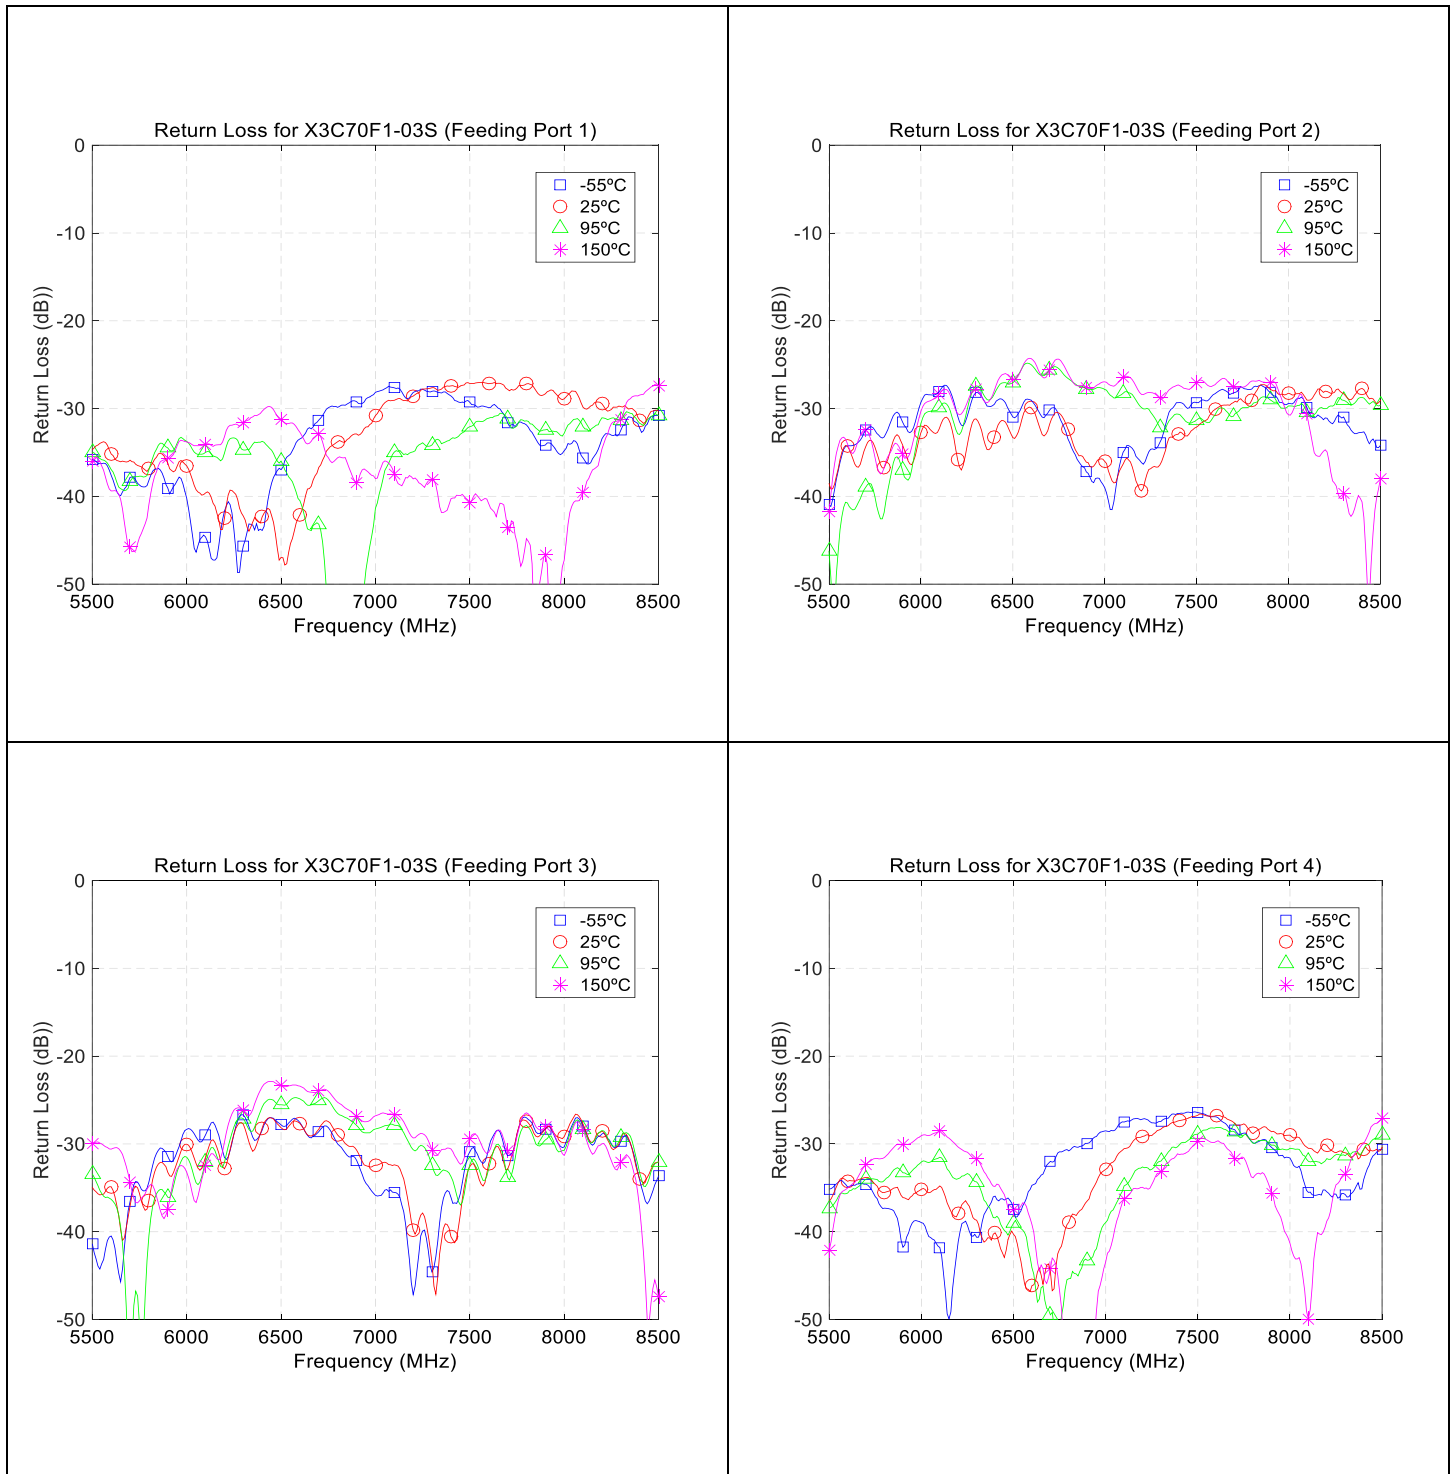 Return Loss for X3C70F1-03S (Feeding Port 1)
0
-10
-20
-30
-40
-50
Return Loss (dB))
-55ºC
25ºC
95ºC
150ºC
5500 6000 6500 7000 7500 8000 8500
Frequency (MHz)
Return Loss for X3C70F1-03S (Feeding Port 2)
0
-10
-20
-30
-40
-50
Return Loss (dB))
-55ºC
25ºC
95ºC
150ºC
5500 6000 6500 7000 7500 8000 8500
Frequency (MHz)
Return Loss for X3C70F1-03S (Feeding Port 3)
0
-10
-20
-30
-40
-50
Return Loss (dB))
-55ºC
25ºC
95ºC
150ºC
5500 6000 6500 7000 7500 8000 8500
Frequency (MHz)
Return Loss for X3C70F1-03S (Feeding Port 4)
0
-10
-20
-30
-40
-50
Return Loss (dB))
-55ºC
25ºC
95ºC
150ºC
5500 6000 6500 7000 7500 8000 8500
Frequency (MHz)